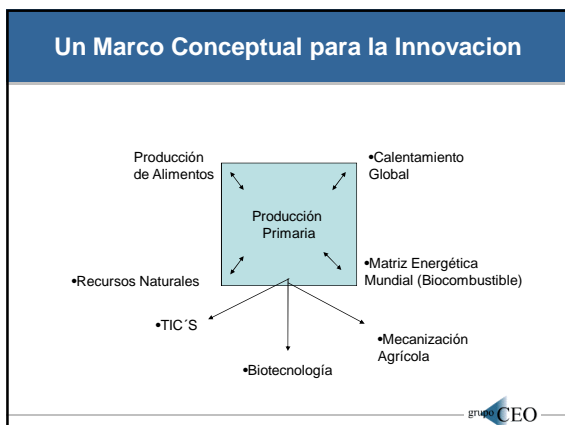 Un Marco Conceptual para la Innovacion
Producción
de Alimentos
•Calentamiento
Global
Producción
Primaria
•Recursos Naturales
•Matriz Energética
Mundial (Biocombustible)
•TIC´S
•Mecanización
Agrícola
•Biotecnología
grupo CEO